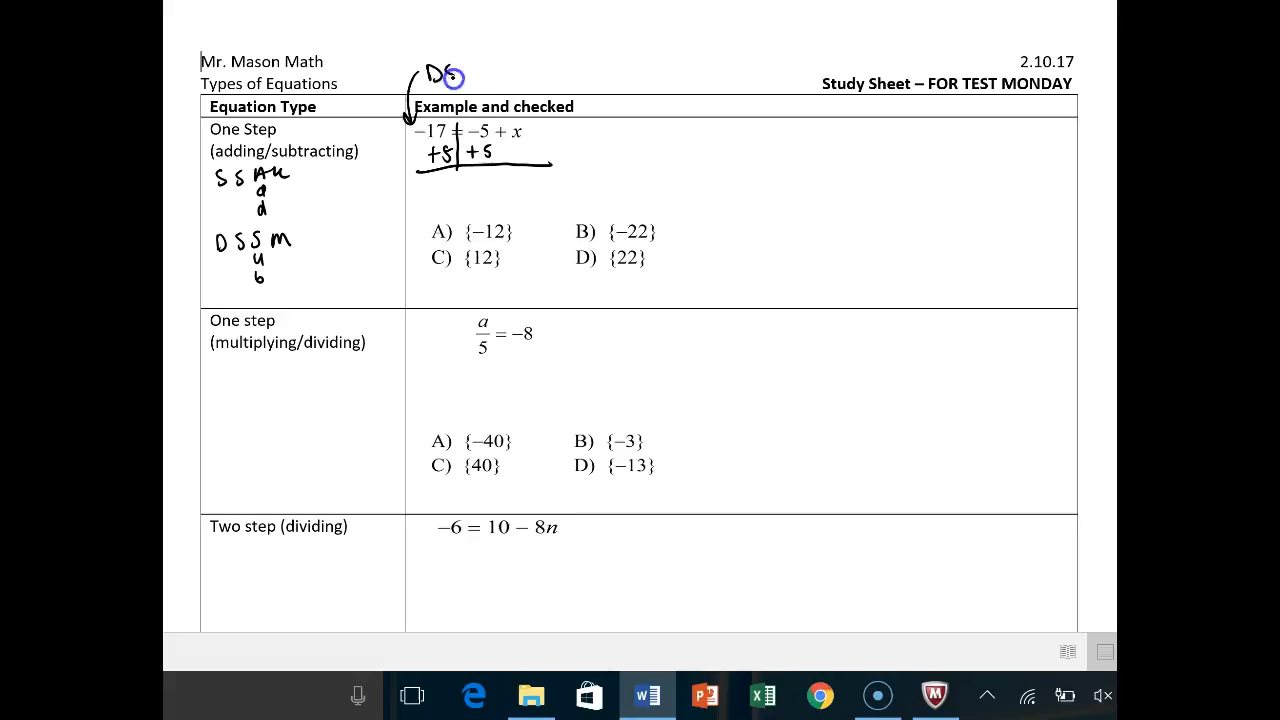 Mr. Mason Math 2.10.17
DS
Types of Equations Study Sheet – FOR TEST MONDAY
Equation Type Example and checked
One Step −17 = −5 + x
(adding/subtracting) +5 +5
S S A K
d
d
D S S M
u
b
A) {−12} B) {−22}
C) {12} D) {22}
One step
(multiplying/dividing)
a/5 = −8
A) {−40} B) {−3}
C) {40} D) {−13}
Two step (dividing) −6 = 10 − 8n